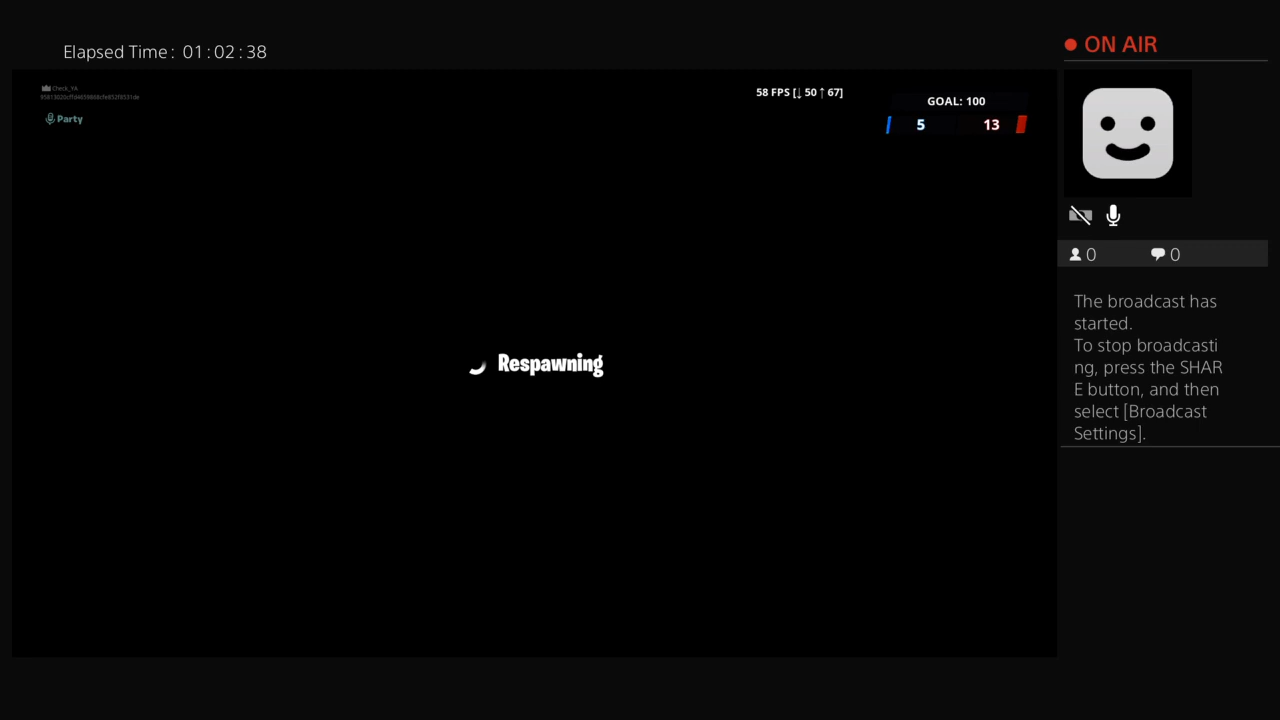 Elapsed Time: 01:02:38
ON AIR
Check_YA
Party
58 FPS [↓ 50 ↑ 67]
GOAL: 100
5 13
0 0
The broadcast has
started.
To stop broadcasti
ng, press the SHAR
E button, and then
select [Broadcast
Settings].
Respawning